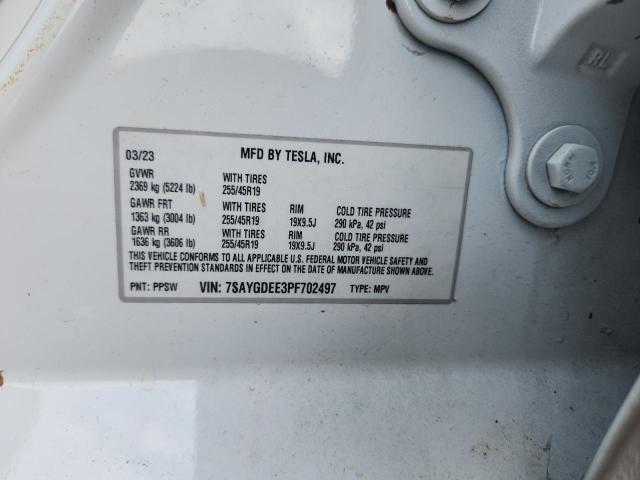 03/23 MFD BY TESLA, INC.
GVWR WITH TIRES
2369 kg (5224 lb) 255/45R19
GAWR FRT WITH TIRES RIM COLD TIRE PRESSURE
1363 kg (3004 lb) 255/45R19 19X9.5J 290 kPa, 42 psi
GAWR RR WITH TIRES RIM COLD TIRE PRESSURE
1636 kg (3606 lb) 255/45R19 19X9.5J 290 kPa, 42 psi
THIS VEHICLE CONFORMS TO ALL APPLICABLE U.S. FEDERAL MOTOR VEHICLE SAFETY AND
THEFT PREVENTION STANDARDS IN EFFECT ON THE DATE OF MANUFACTURE SHOWN ABOVE.
PNT: PPSW VIN: 7SAYGDEE3PF702497 TYPE: MPV
RL